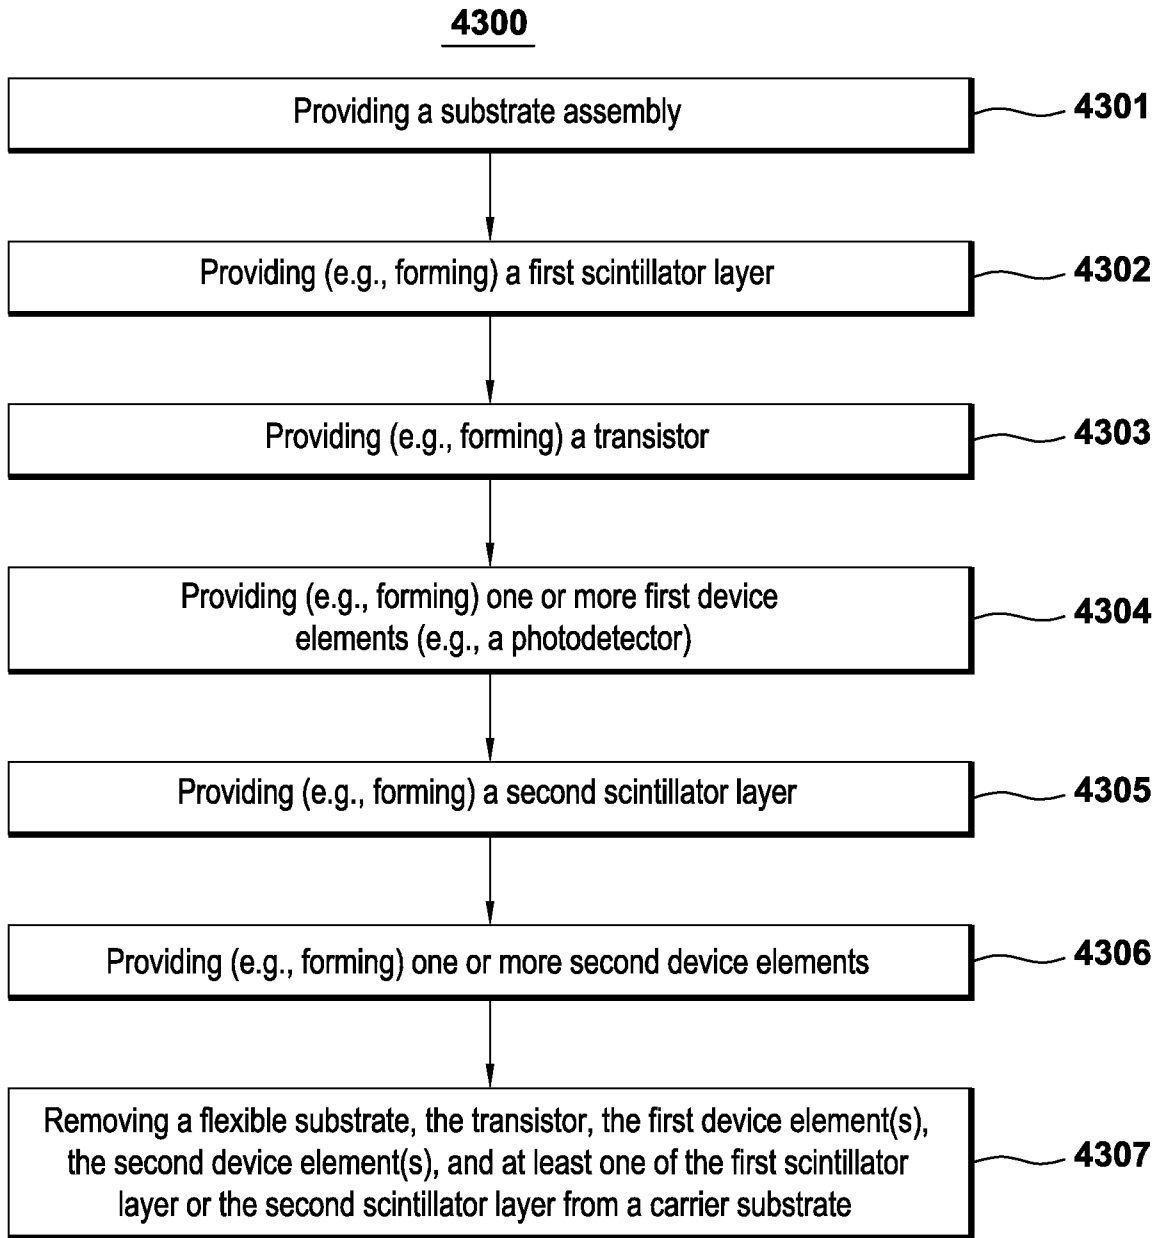 4300
Providing a substrate assembly
4301
Providing (e.g., forming) a first scintillator layer
4302
Providing (e.g., forming) a transistor
4303
Providing (e.g., forming) one or more first device
elements (e.g., a photodetector)
4304
Providing (e.g., forming) a second scintillator layer
4305
Providing (e.g., forming) one or more second device elements
4306
Removing a flexible substrate, the transistor, the first device element(s),
the second device element(s), and at least one of the first scintillator
layer or the second scintillator layer from a carrier substrate
4307